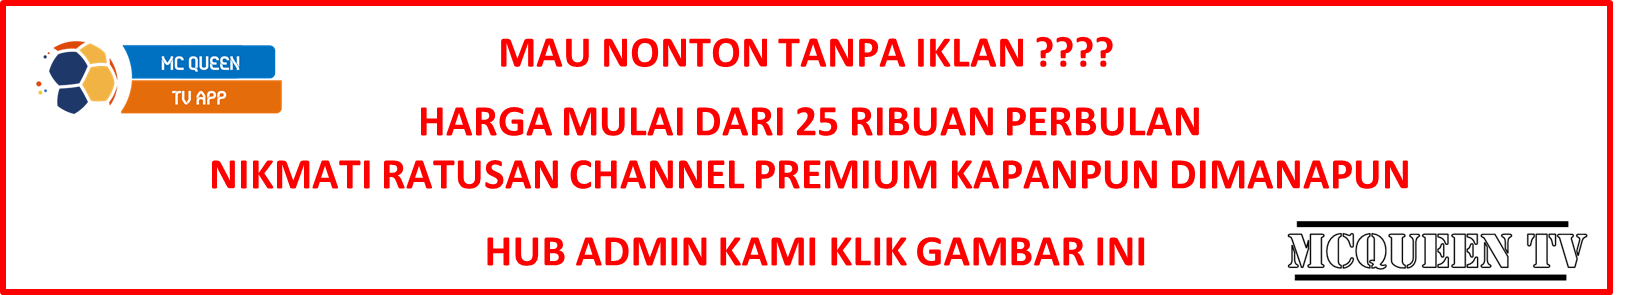 MAU NONTON TANPA IKLAN ????
MC QUEEN
TV APP
HARGA MULAI DARI 25 RIBUAN PERBULAN
NIKMATI RATUSAN CHANNEL PREMIUM KAPANPUN DIMANAPUN
HUB ADMIN KAMI KLIK GAMBAR INI
MCQUEEN TV